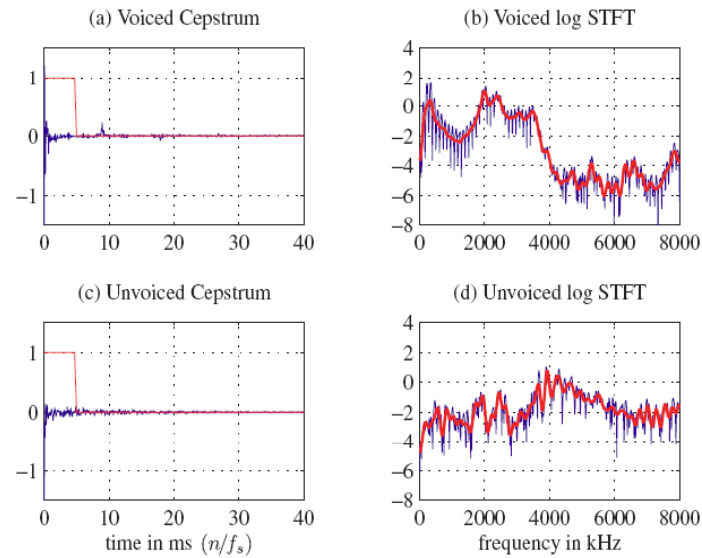 (a) Voiced Cepstrum
1
0
−1
0 10 20 30 40
(b) Voiced log STFT
4
2
0
−2
−4
−6
−8
0 2000 4000 6000 8000
(c) Unvoiced Cepstrum
1
0
−1
0 10 20 30 40
time in ms (n/fₛ)
(d) Unvoiced log STFT
4
2
0
−2
−4
−6
−8
0 2000 4000 6000 8000
frequency in kHz